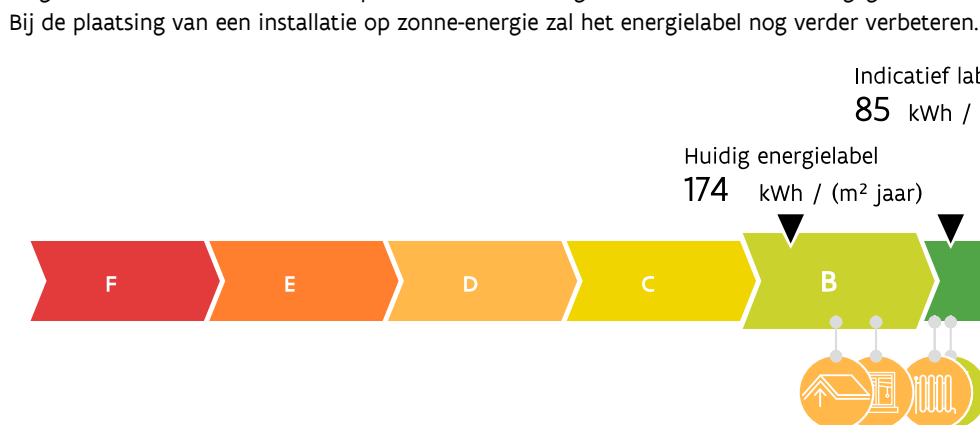 Bij de plaatsing van een installatie op zonne-energie zal het energielabel nog verder verbeteren.
Indicatief
85 kWh /
Huidig energielabel
174 kWh / (m² jaar)
F E D C B